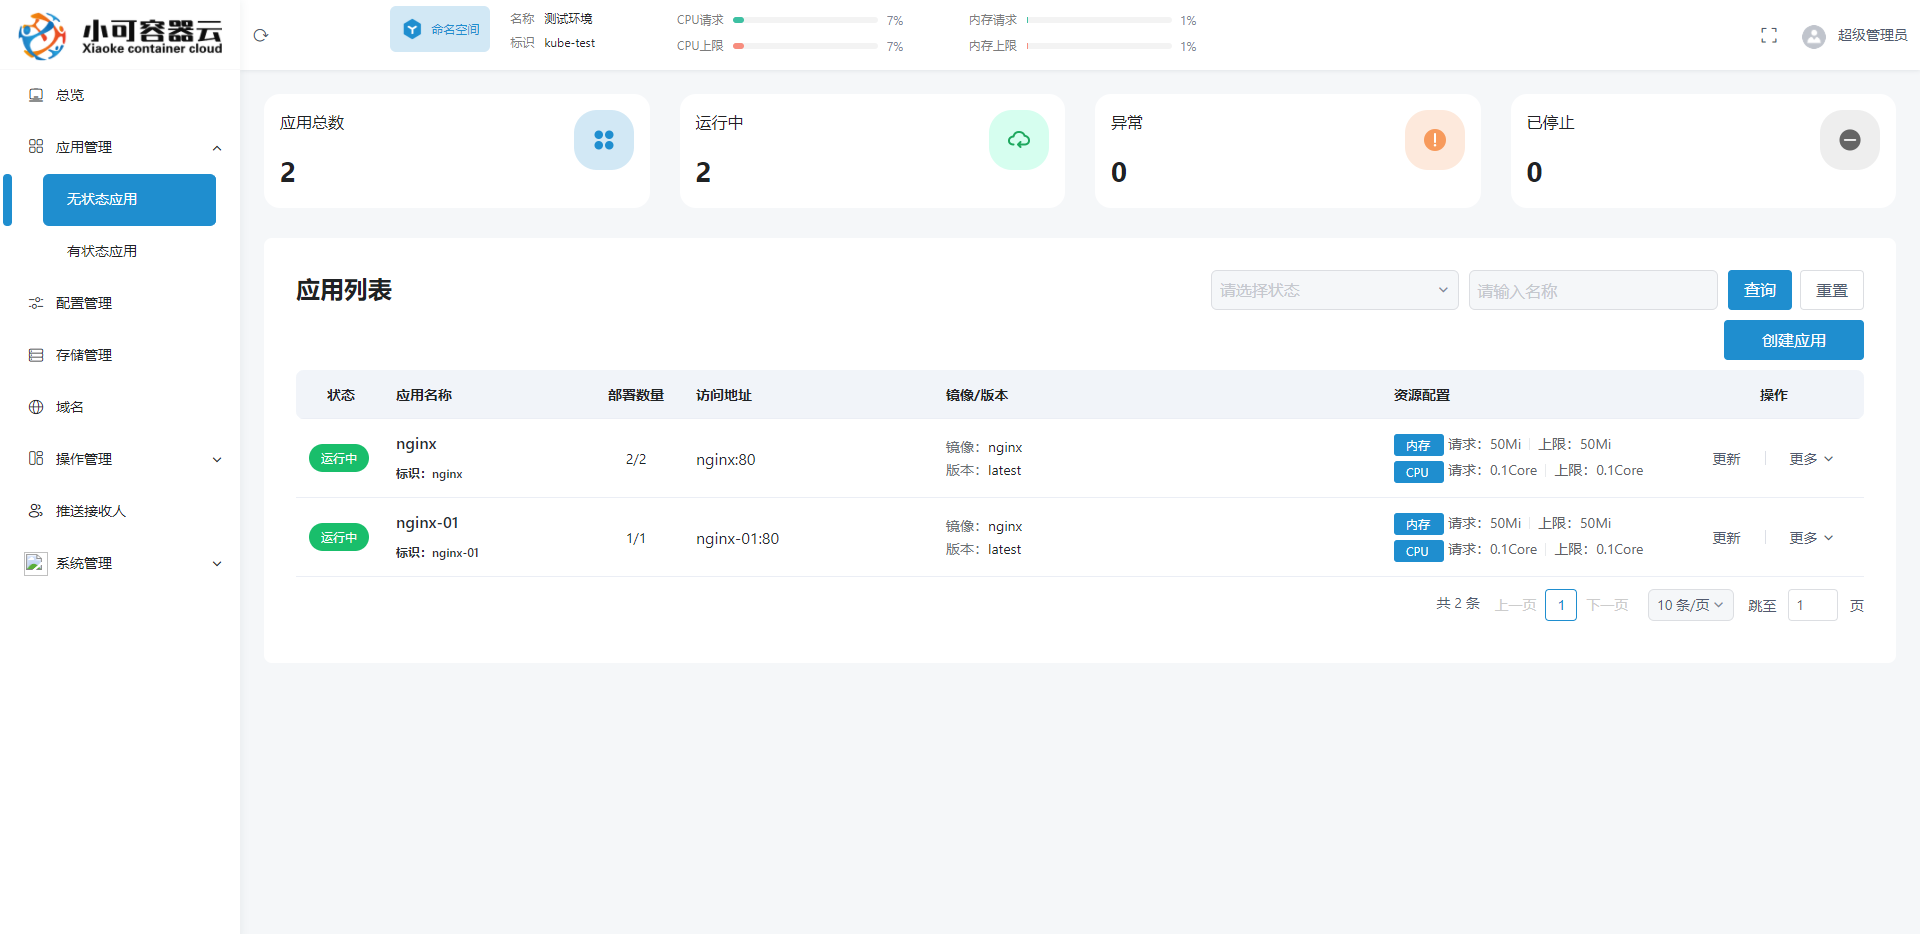 小可容器云
Xiaoke container cloud
命名空间
名称 测试环境
标识 kube-test
CPU请求 7%
CPU上限 7%
内存请求 1%
内存上限 1%
超级管理员
总览
应用管理
无状态应用
有状态应用
配置管理
存储管理
域名
操作管理
推送接收人
系统管理
应用总数
2
运行中
2
异常
0
已停止
0
应用列表
请选择状态 请输入名称 查询 重置
创建应用
状态 应用名称 部署数量 访问地址 镜像/版本 资源配置 操作
运行中 nginx 标识：nginx 2/2 nginx:80
镜像：nginx
版本：latest
内存 请求：50Mi 上限：50Mi
CPU 请求：0.1Core 上限：0.1Core
更新 更多
运行中 nginx-01 标识：nginx-01 1/1 nginx-01:80
镜像：nginx
版本：latest
内存 请求：50Mi 上限：50Mi
CPU 请求：0.1Core 上限：0.1Core
更新 更多
共 2 条 上一页 1 下一页 10 条/页 跳至 1 页